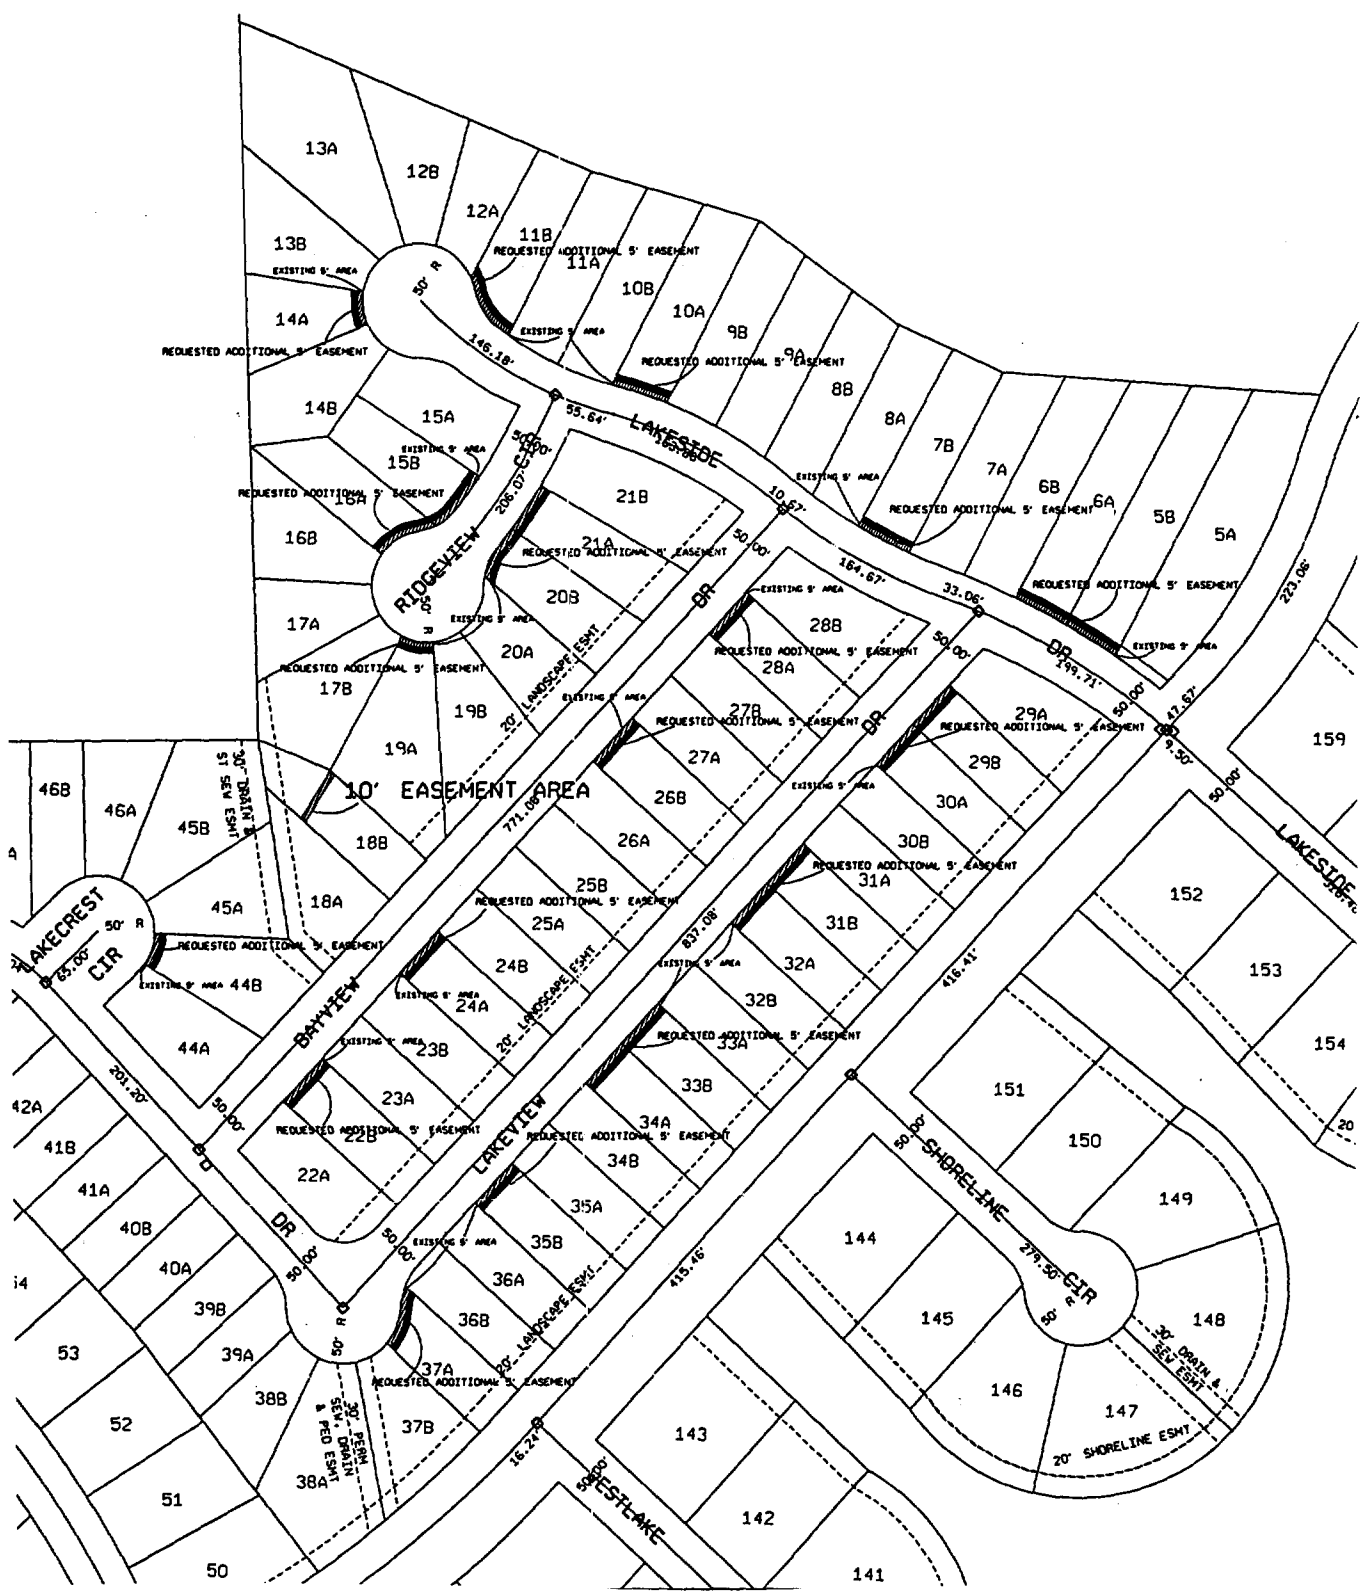 13A
12B
12A
11B
REQUESTED ADDITIONAL 5' EASEMENT
11A
13B
EXISTING 5' AREA
50' R
10B
10A
14A
9B
EXISTING 5' AREA
REQUESTED ADDITIONAL 5' EASEMENT
146.18'
9A
REQUESTED ADDITIONAL 5' EASEMENT
8B
14B
15A
55.64'
LAKESIDE
8A
7B
50.00'
EXISTING 5' AREA
15B
CIR
7A
EXISTING 5' AREA
REQUESTED ADDITIONAL 5' EASEMENT
16A
206.07'
21B
10.67'
6B
6A
REQUESTED ADDITIONAL 5' EASEMENT
5B
5A
16B
RIDGEVIEW
21A
REQUESTED ADDITIONAL 5' EASEMENT
50.00'
164.67'
223.06'
50' R
20B
DR
EXISTING 5' AREA
33.06'
REQUESTED ADDITIONAL 5' EASEMENT
17A
EXISTING 5' AREA
28B
50.00'
DR
EXISTING 5' AREA
20A
REQUESTED ADDITIONAL 5' EASEMENT
28A
199.71'
REQUESTED ADDITIONAL 5' EASEMENT
17B
20' LANDSCAPE ESMT
EXISTING 5' AREA
50.00'
47.67'
19B
27B
REQUESTED ADDITIONAL 5' EASEMENT
DR
29A
REQUESTED ADDITIONAL 5' EASEMENT
159
19A
27A
9.50'
29B
46B
46A
30' DRAIN &
ST SEW ESMT
10' EASEMENT AREA
26B
EXISTING 5' AREA
30A
50.00'
45B
771.08'
18B
26A
30B
LAKESIDE
A
REQUESTED ADDITIONAL 5' EASEMENT
31A
25B
REQUESTED ADDITIONAL 5' EASEMENT
152
LAKECREST
CIR
50' R
45A
18A
25A
31B
REQUESTED ADDITIONAL 5' EASEMENT
837.08'
65.00'
24B
EXISTING 5' AREA
32A
416.41'
153
EXISTING 5' AREA
44B
BAYVIEW
EXISTING 5' AREA
24A
20' LANDSCAPE ESMT
32B
REQUESTED ADDITIONAL 5' EASEMENT
33A
154
44A
EXISTING 5' AREA
23B
33B
201.20'
151
42A
23A
50.00'
REQUESTED ADDITIONAL 5' EASEMENT
22B
LAKEVIEW
34A
REQUESTED ADDITIONAL 5' EASEMENT
50.00'
20
41B
150
34B
SHORELINE
22A
41A
35A
149
40B
DR
50.00'
EXISTING 5' AREA
35B
144
415.46'
279.50'
CIR
40A
50.00'
36A
50' R
39B
36B
145
148
53
50' R
39A
20' LANDSCAPE ESMT
30' DRAIN &
SEW ESMT
37A
REQUESTED ADDITIONAL 5' EASEMENT
38B
146
52
30' PERM
SEW, DRAIN
& PED ESMT
37B
147
143
16.24'
20' SHORELINE ESMT
38A
50.00'
51
WESTLAKE
142
50
141